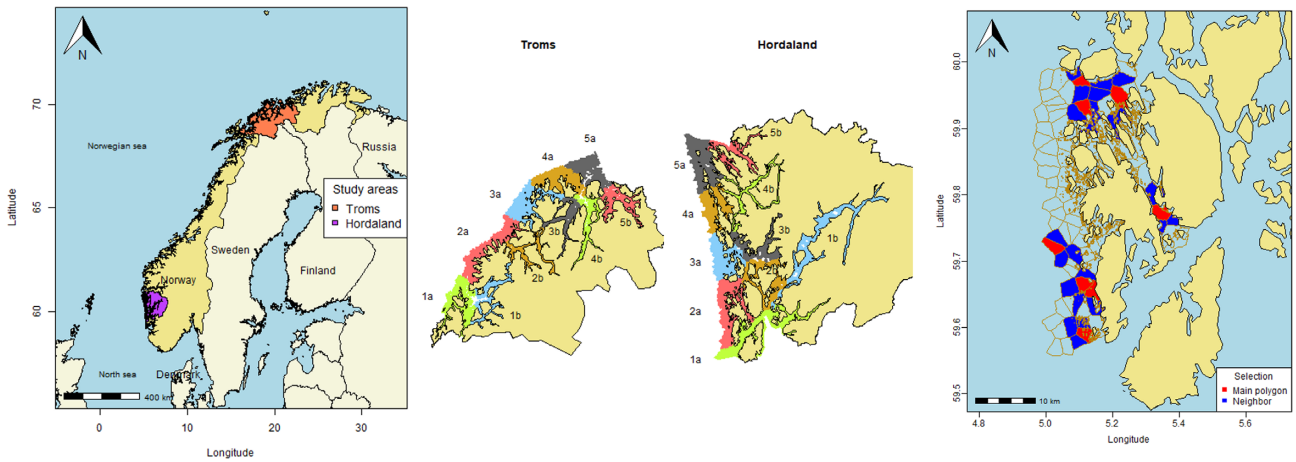 N
70
65
60
Latitude
Norwegian sea
Russia
Study areas
Troms
Hordaland
Sweden
Finland
Norway
North sea
Denmark
400 km
0
10
20
30
Longitude
Troms
5a
4a
3a
2a
5b
3b
4b
2b
1a
1b
Hordaland
5b
5a
4b
4a
3b
1b
3a
2b
2a
1a
N
60.0
59.9
59.8
59.7
59.6
59.5
Latitude
Selection
Main polygon
Neighbor
10 km
4.8
5.0
5.2
5.4
5.6
Longitude